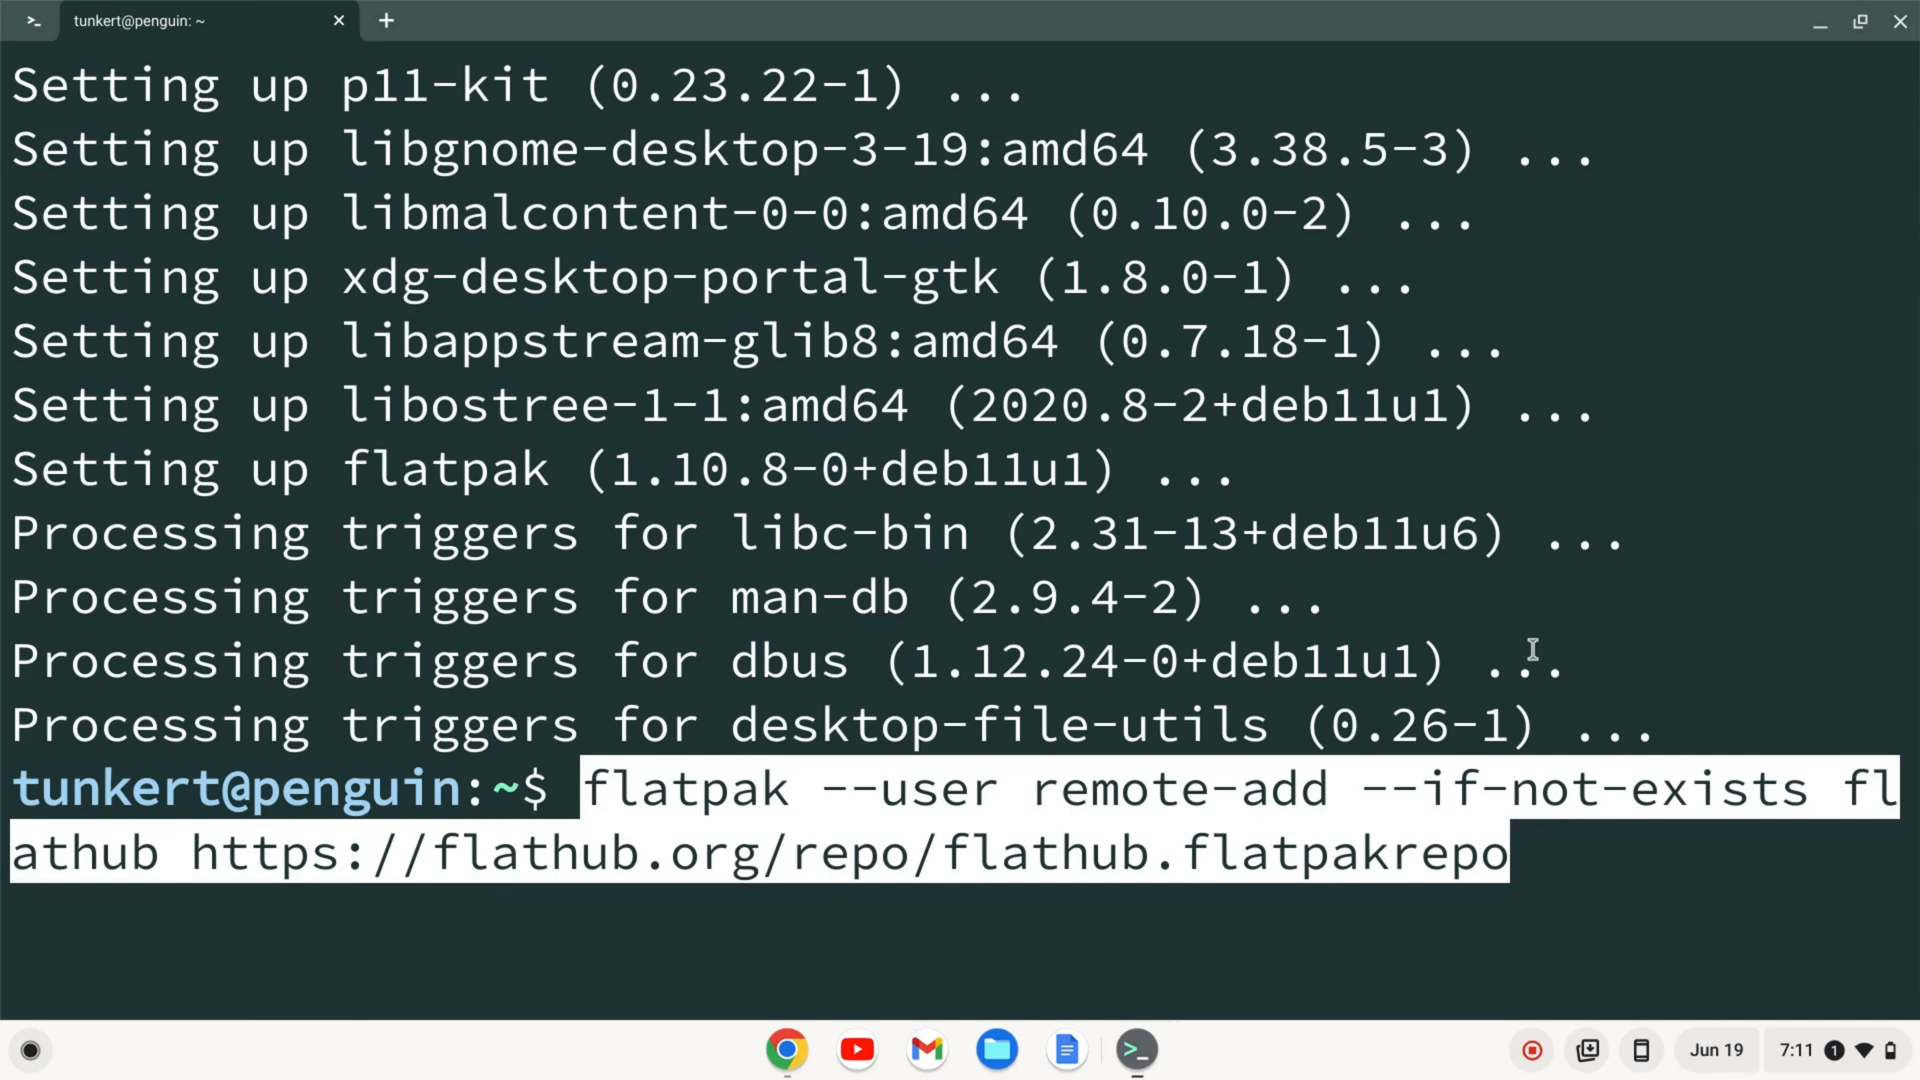 >_ tunkert@penguin: ~
Setting up p11-kit (0.23.22-1) ...
Setting up libgnome-desktop-3-19:amd64 (3.38.5-3) ...
Setting up libmalcontent-0-0:amd64 (0.10.0-2) ...
Setting up xdg-desktop-portal-gtk (1.8.0-1) ...
Setting up libappstream-glib8:amd64 (0.7.18-1) ...
Setting up libostree-1-1:amd64 (2020.8-2+deb11u1) ...
Setting up flatpak (1.10.8-0+deb11u1) ...
Processing triggers for libc-bin (2.31-13+deb11u6) ...
Processing triggers for man-db (2.9.4-2) ...
Processing triggers for dbus (1.12.24-0+deb11u1) ...
Processing triggers for desktop-file-utils (0.26-1) ...
tunkert@penguin:~$ flatpak --user remote-add --if-not-exists fl
athub https://flathub.org/repo/flathub.flatpakrepo
>_ Jun 19 7:11 1